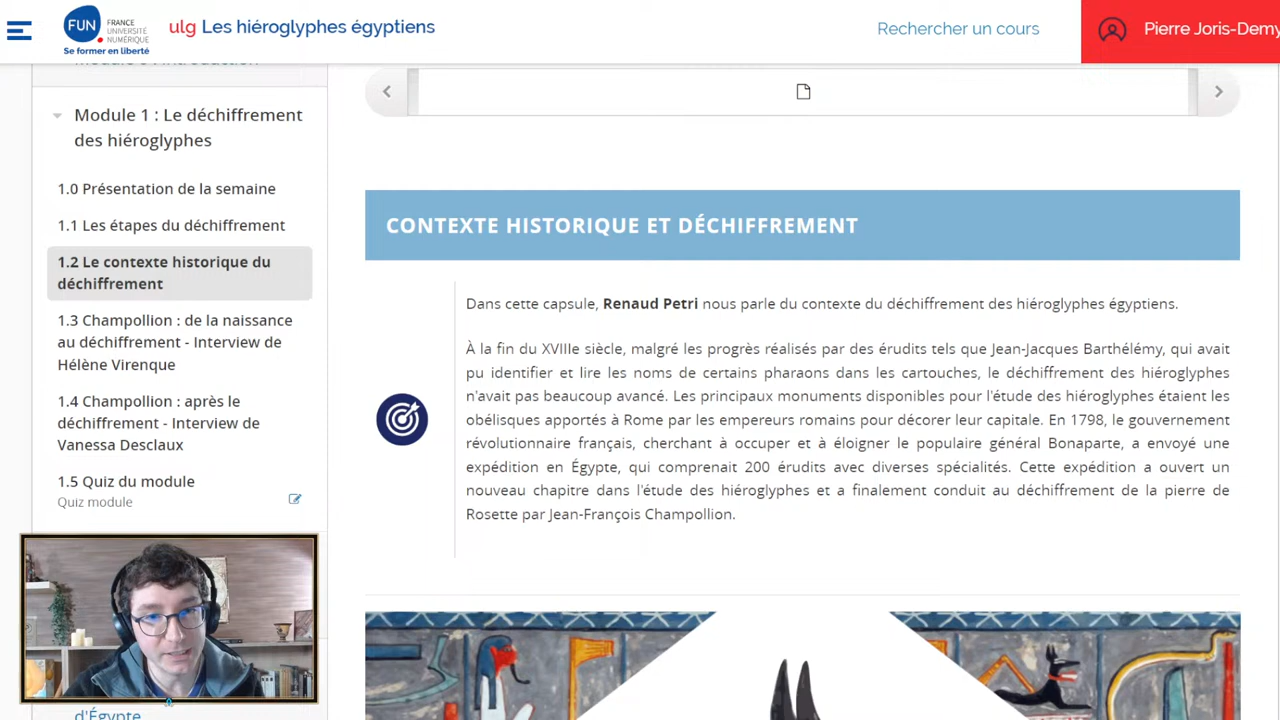 FUN
FRANCE
UNIVERSITÉ
NUMÉRIQUE
Se former en liberté
ulg Les hiéroglyphes égyptiens
Rechercher un cours
Pierre Joris-Demy
Module 1 : Le déchiffrement
des hiéroglyphes
1.0 Présentation de la semaine
1.1 Les étapes du déchiffrement
1.2 Le contexte historique du
déchiffrement
1.3 Champollion : de la naissance
au déchiffrement - Interview de
Hélène Virenque
1.4 Champollion : après le
déchiffrement - Interview de
Vanessa Desclaux
1.5 Quiz du module
Quiz module
d'Égypte
CONTEXTE HISTORIQUE ET DÉCHIFFREMENT
Dans cette capsule, Renaud Petri nous parle du contexte du déchiffrement des hiéroglyphes égyptiens.
À la fin du XVIIIe siècle, malgré les progrès réalisés par des érudits tels que Jean-Jacques Barthélémy, qui avait
pu identifier et lire les noms de certains pharaons dans les cartouches, le déchiffrement des hiéroglyphes
n'avait pas beaucoup avancé. Les principaux monuments disponibles pour l'étude des hiéroglyphes étaient les
obélisques apportés à Rome par les empereurs romains pour décorer leur capitale. En 1798, le gouvernement
révolutionnaire français, cherchant à occuper et à éloigner le populaire général Bonaparte, a envoyé une
expédition en Égypte, qui comprenait 200 érudits avec diverses spécialités. Cette expédition a ouvert un
nouveau chapitre dans l'étude des hiéroglyphes et a finalement conduit au déchiffrement de la pierre de
Rosette par Jean-François Champollion.